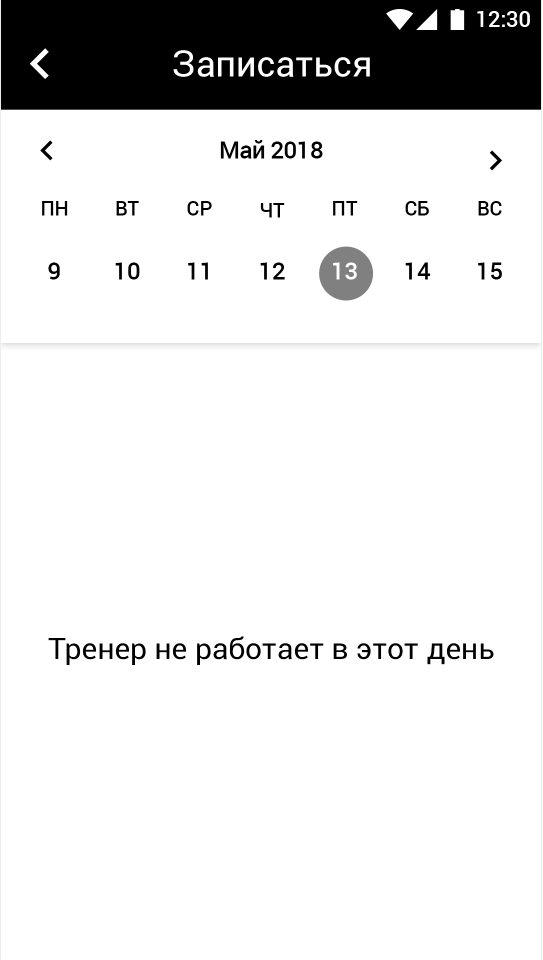 12:30
Записаться
Май 2018
ПН ВТ СР ЧТ ПТ СБ ВС
9 10 11 12 13 14 15
Тренер не работает в этот день